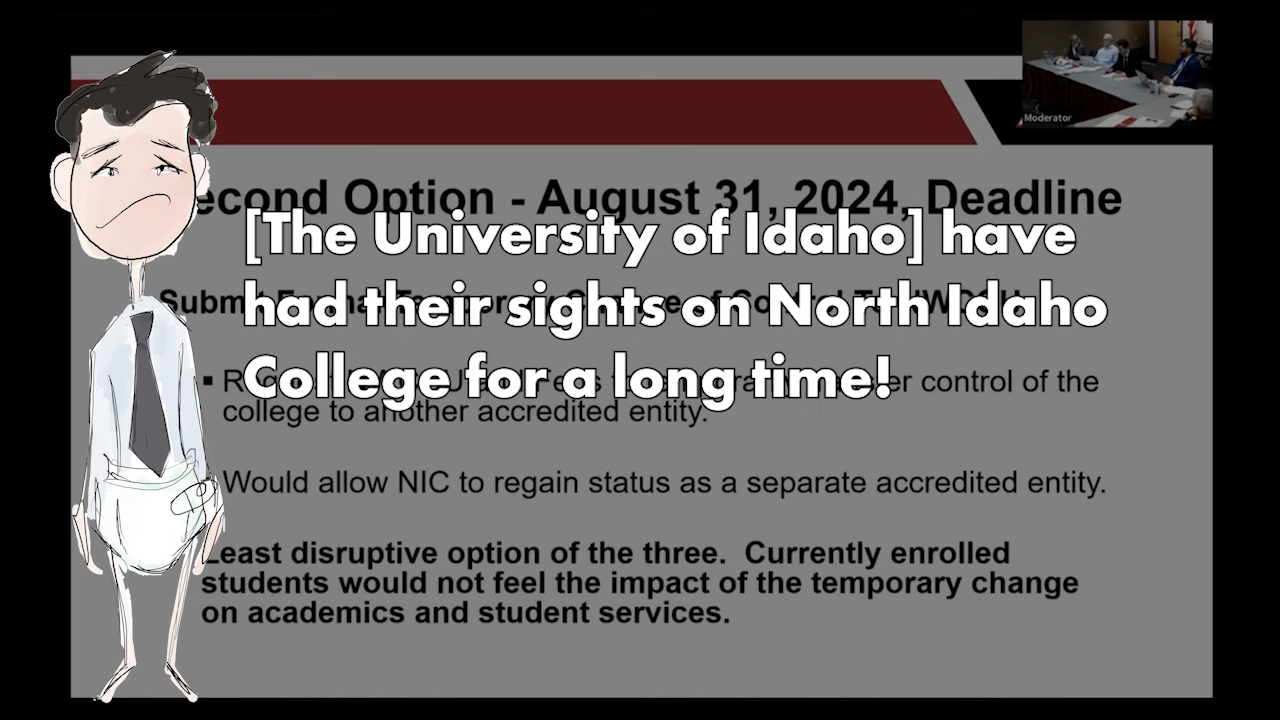 Moderator
Second Option - August 31, 2024, Deadline
[The University of Idaho] have
had their sights on North Idaho
College for a long time!
control of the
college to another accredited entity.
Would allow NIC to regain status as a separate accredited entity.
Least disruptive option of the three. Currently enrolled
students would not feel the impact of the temporary change
on academics and student services.